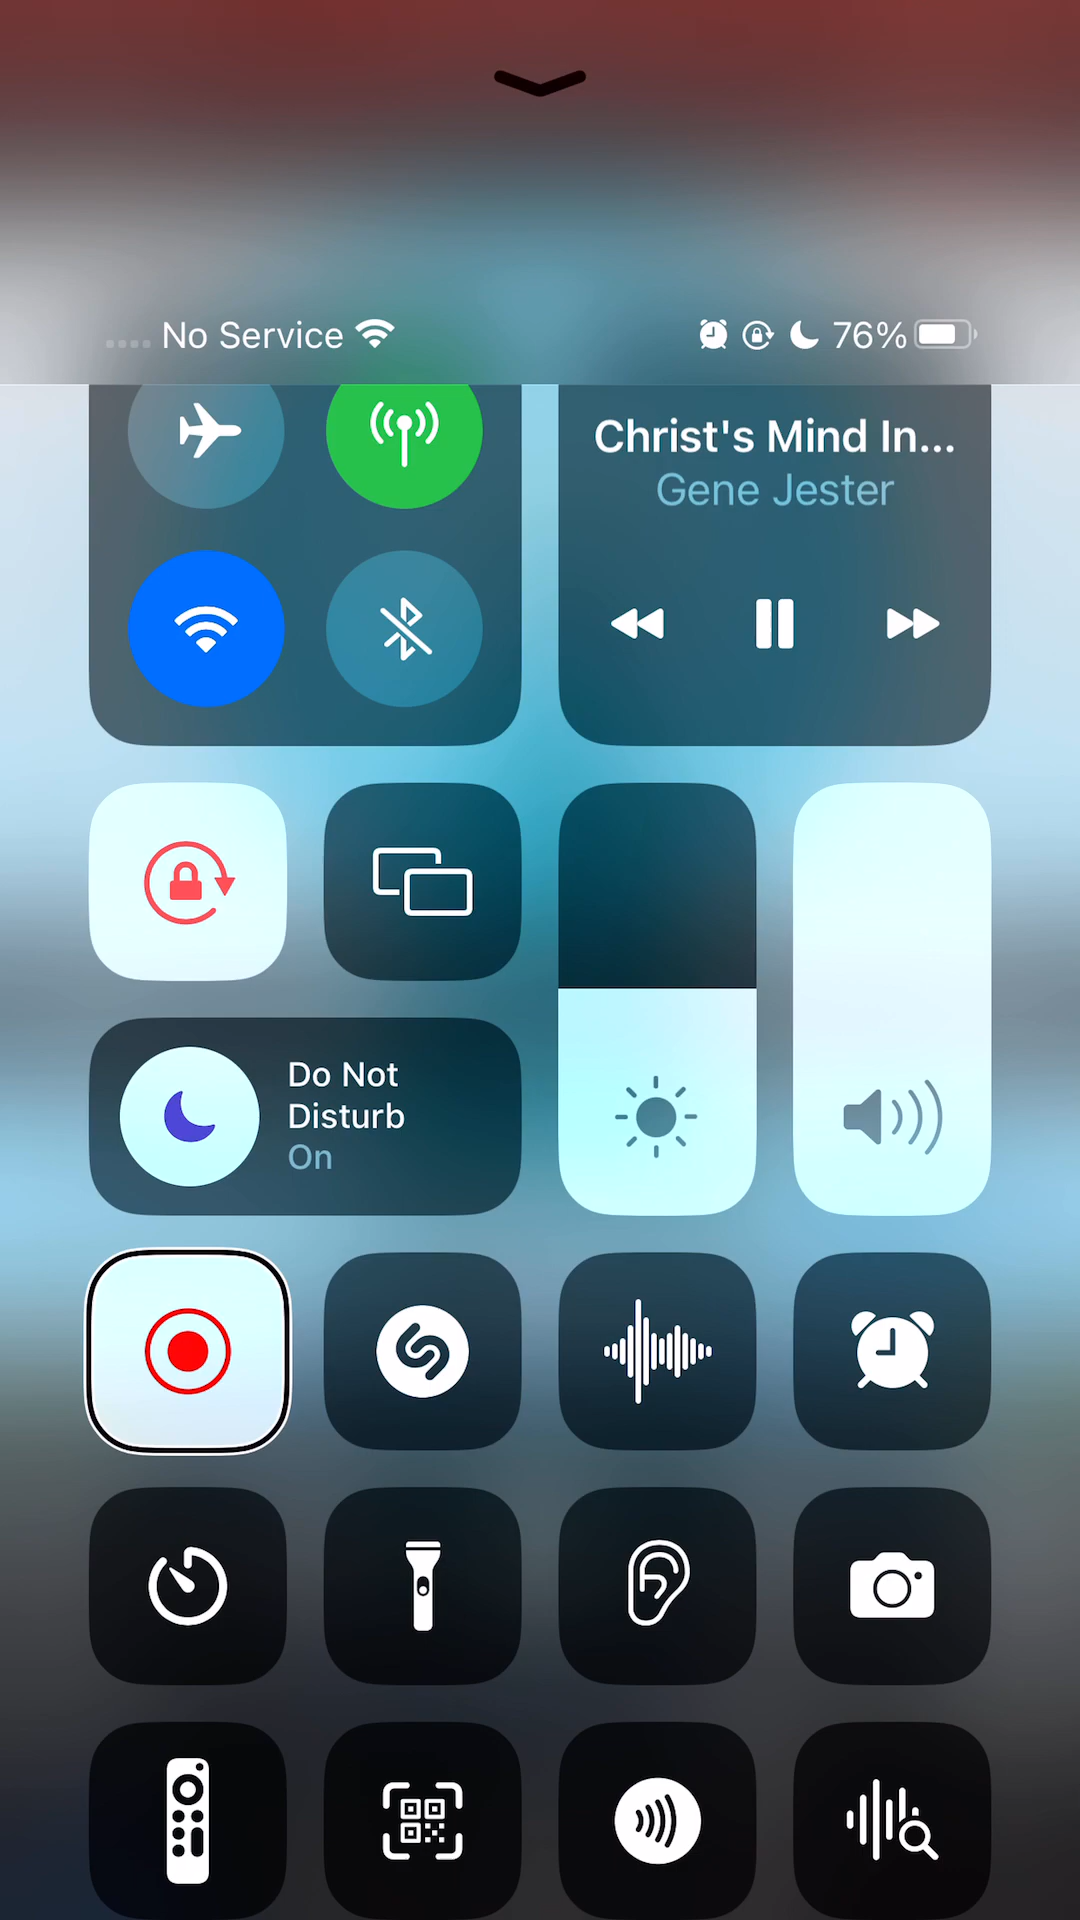 No Service
76%
Christ's Mind In...
Gene Jester
Do Not
Disturb
On